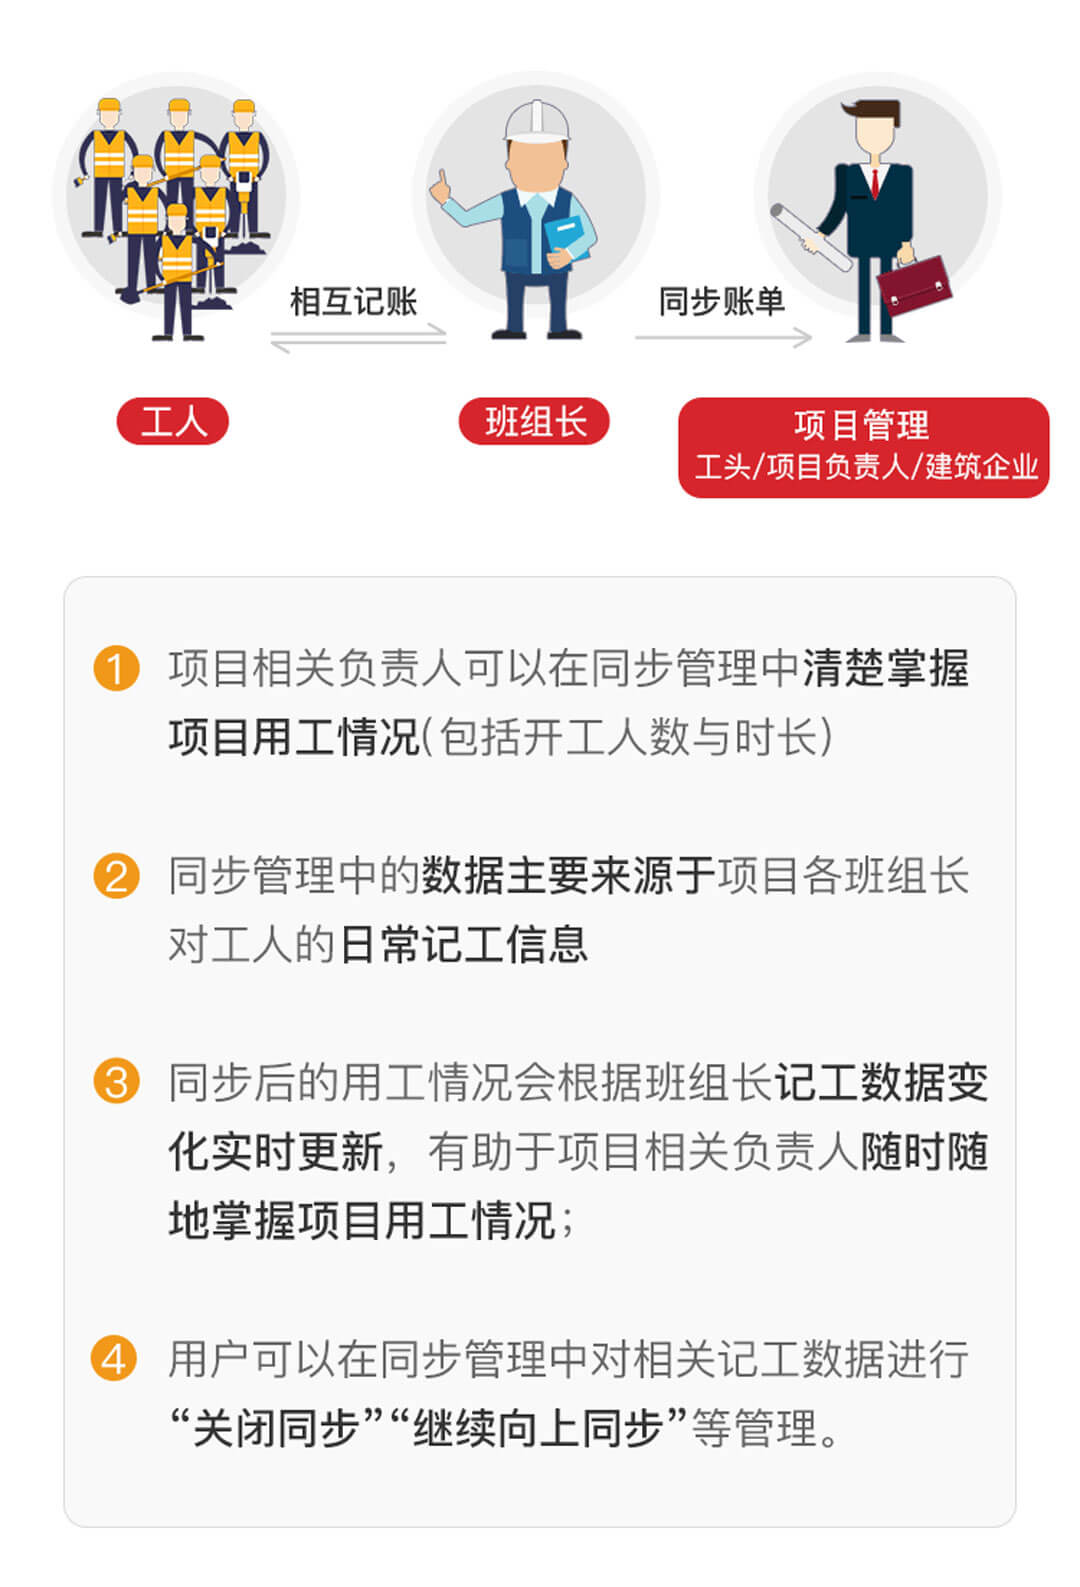 相互记账
同步账单
工人
班组长
项目管理
工头/项目负责人/建筑企业
1 项目相关负责人可以在同步管理中清楚掌握
项目用工情况(包括开工人数与时长)
2 同步管理中的数据主要来源于项目各班组长
对工人的日常记工信息
3 同步后的用工情况会根据班组长记工数据变
化实时更新，有助于项目相关负责人随时随
地掌握项目用工情况；
4 用户可以在同步管理中对相关记工数据进行
“关闭同步”“继续向上同步”等管理。